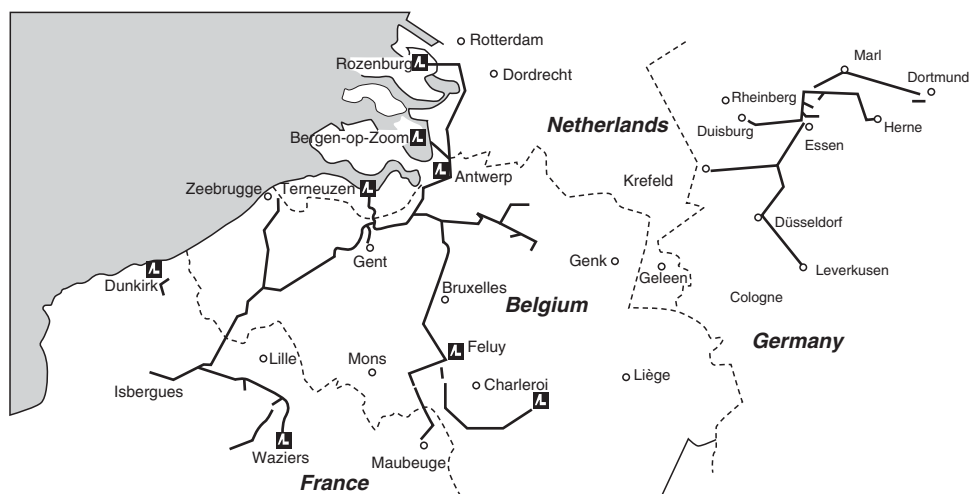 Rotterdam
Marl
Rozenburg
Dordrecht
Dortmund
Rheinberg
Netherlands
Duisburg
Herne
Bergen-op-Zoom
Essen
Antwerp
Krefeld
Zeebrugge
Terneuzen
Düsseldorf
Gent
Genk
Geleen
Leverkusen
Dunkirk
Bruxelles
Belgium
Cologne
Germany
Lille
Mons
Feluy
Isbergues
Charleroi
Liège
Waziers
Maubeuge
France